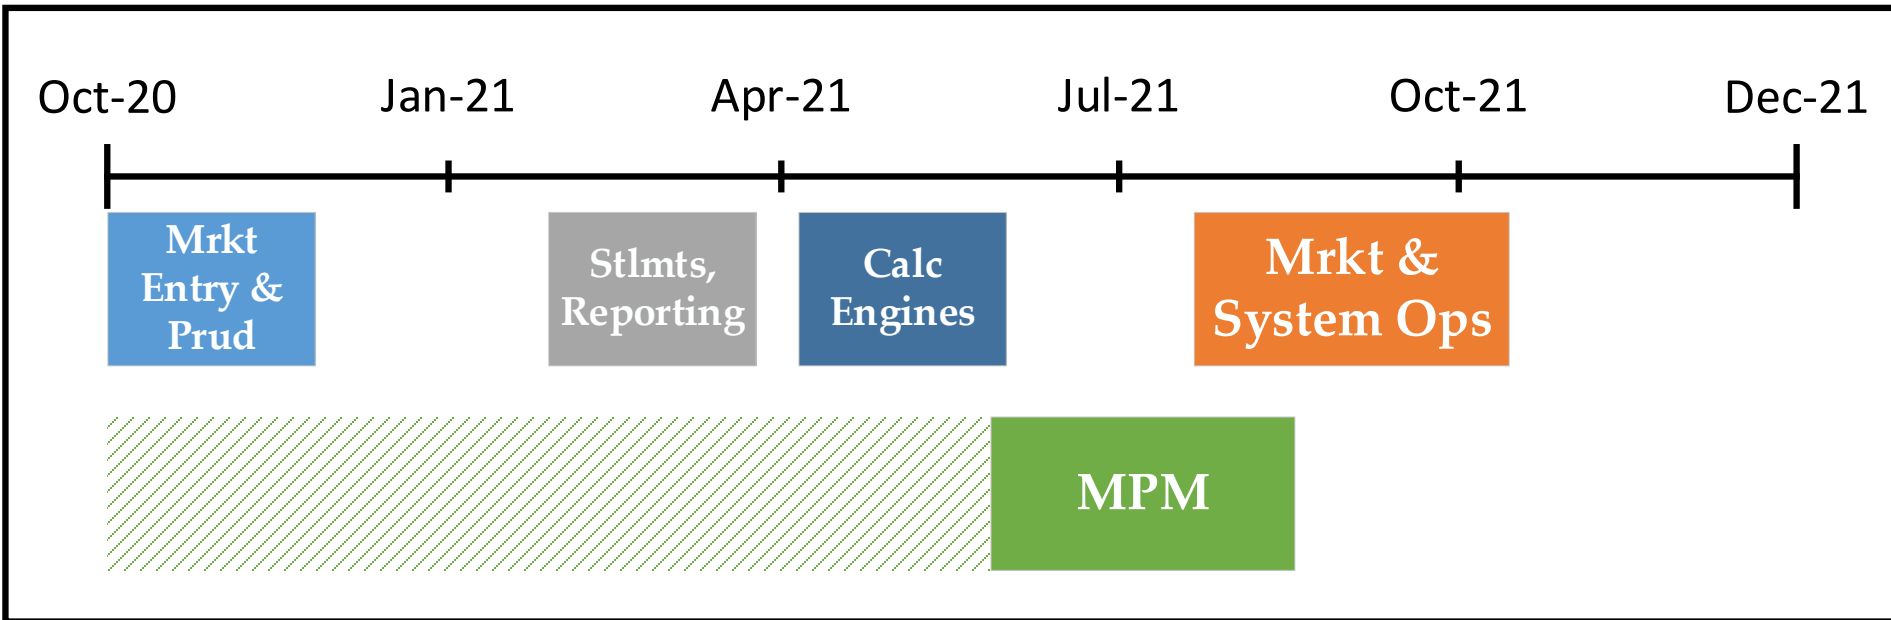 Oct-20 Jan-21 Apr-21 Jul-21 Oct-21 Dec-21
Mrkt
Entry &
Prud
Stlmts,
Reporting
Calc
Engines
Mrkt &
System Ops
MPM